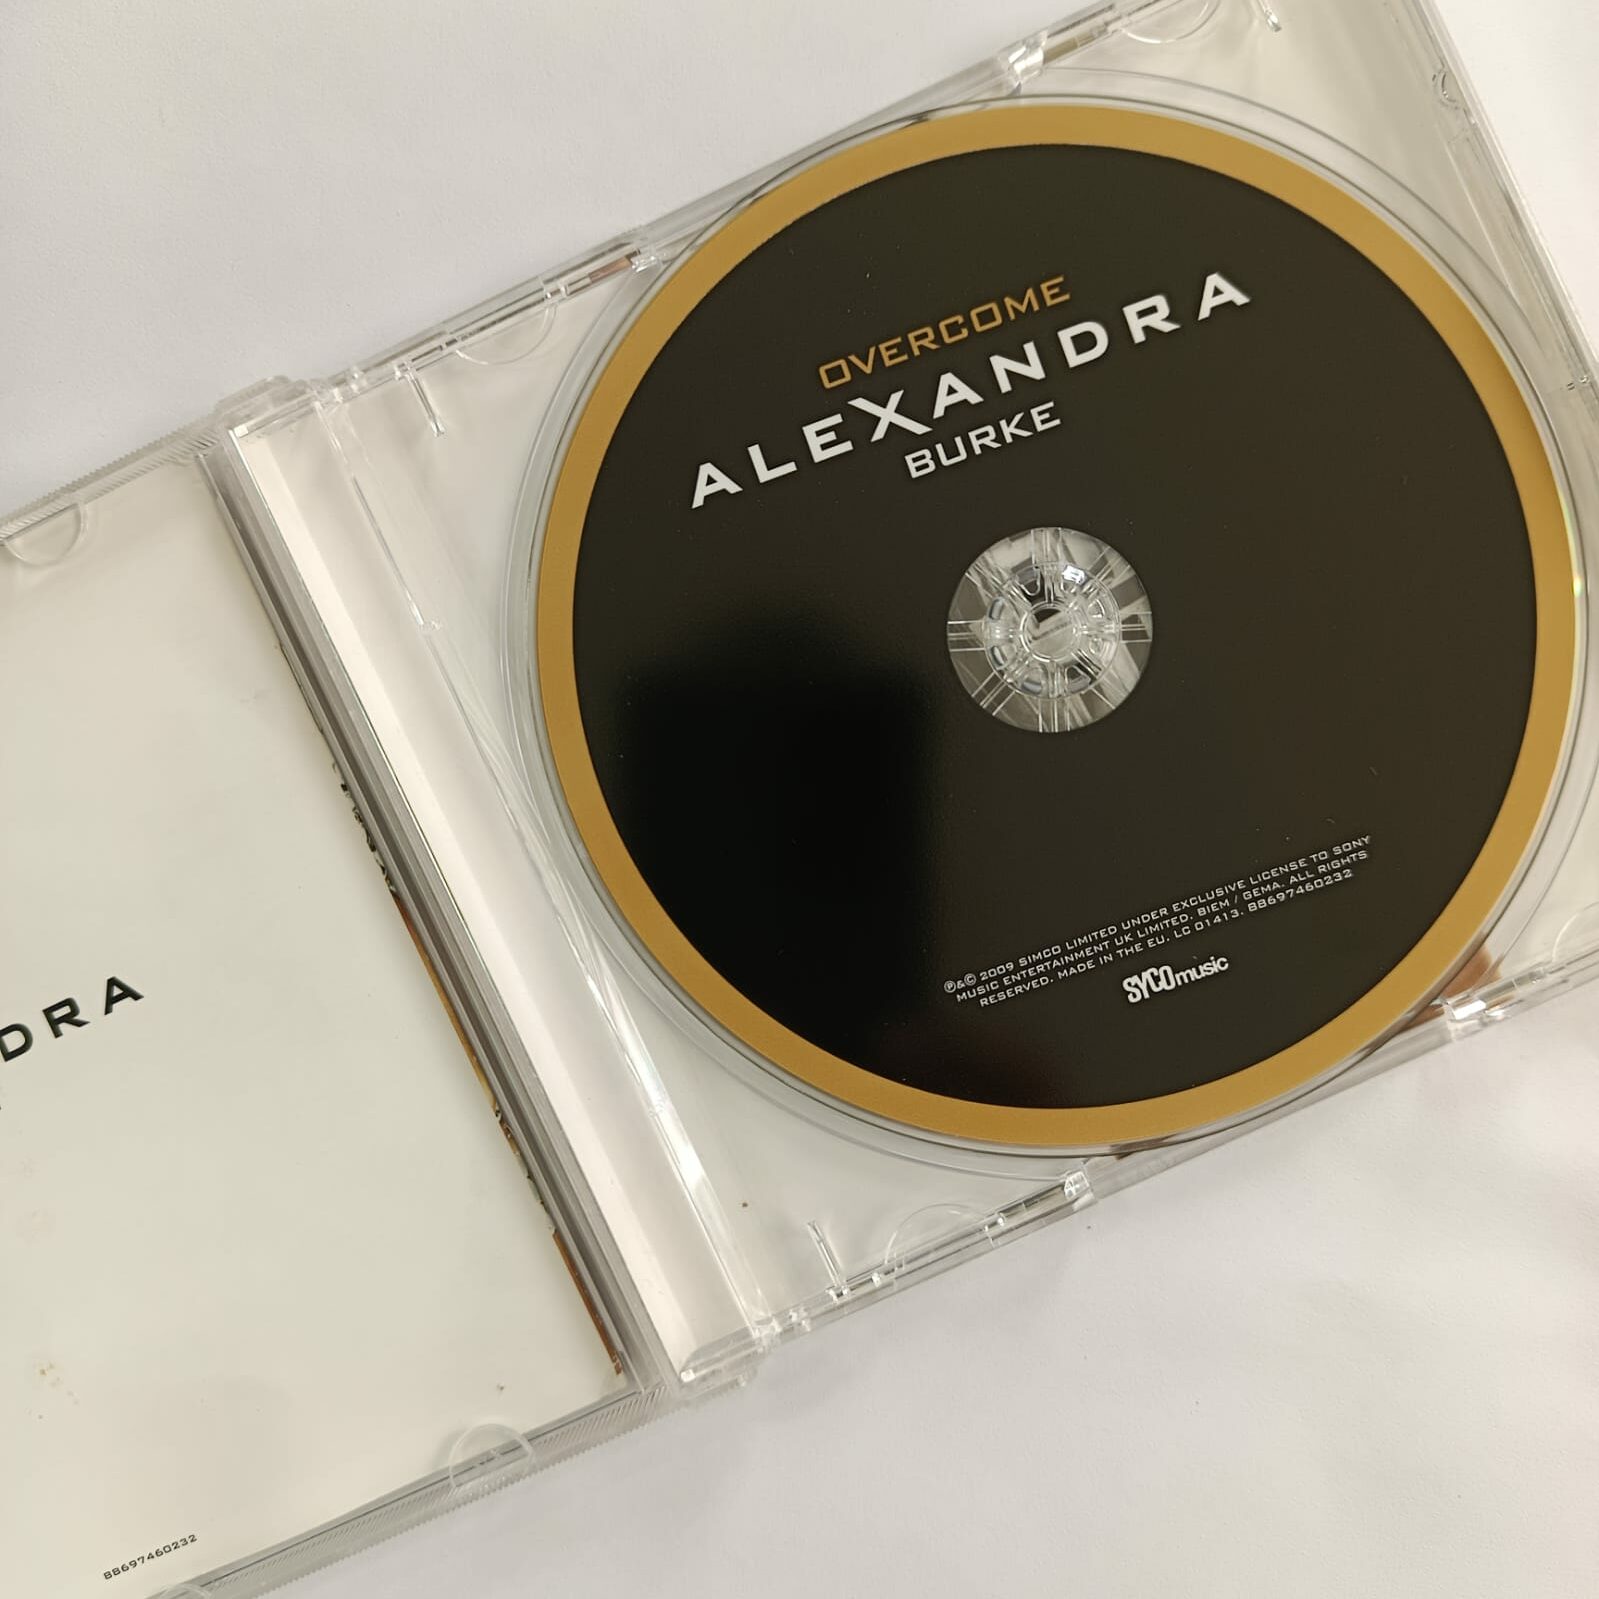 OVERCOME
ALEXANDRA
BURKE
℗&© 2009 SIMCO LIMITED UNDER EXCLUSIVE LICENSE TO SONY
MUSIC ENTERTAINMENT UK LIMITED. BIEM / GEMA. ALL RIGHTS
RESERVED. MADE IN THE EU. LC 01413. 88697460232
SYCOmusic
DRA
88697460232